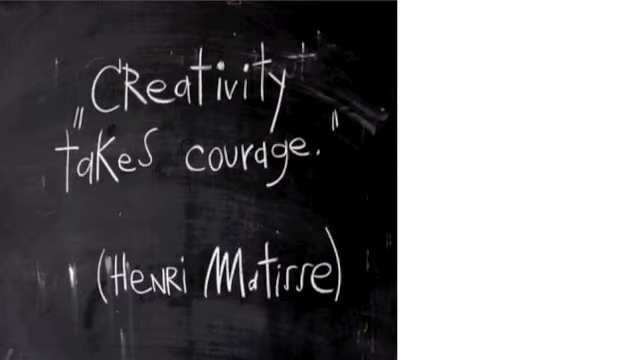 „Creativity
takes courage."
(Henri Matisse)